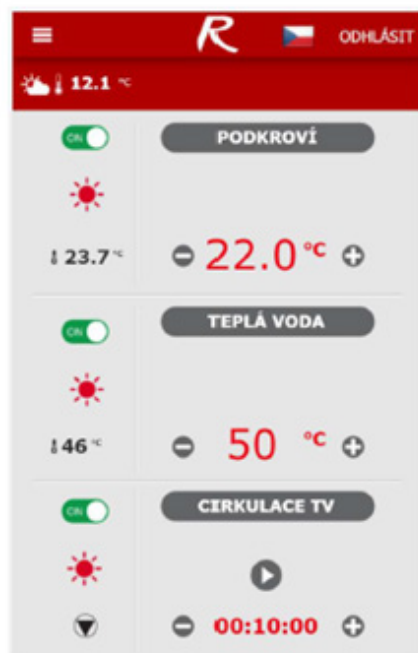 R
ODHLÁSIT
12.1 °C
ON
PODKROVÍ
23.7 °C
22.0 °C
ON
TEPLÁ VODA
46 °C
50 °C
ON
CIRKULACE TV
00:10:00